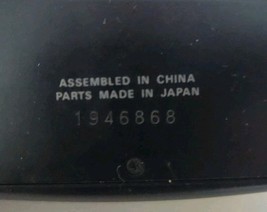 ASSEMBLED IN CHINA
PARTS MADE IN JAPAN
1946868